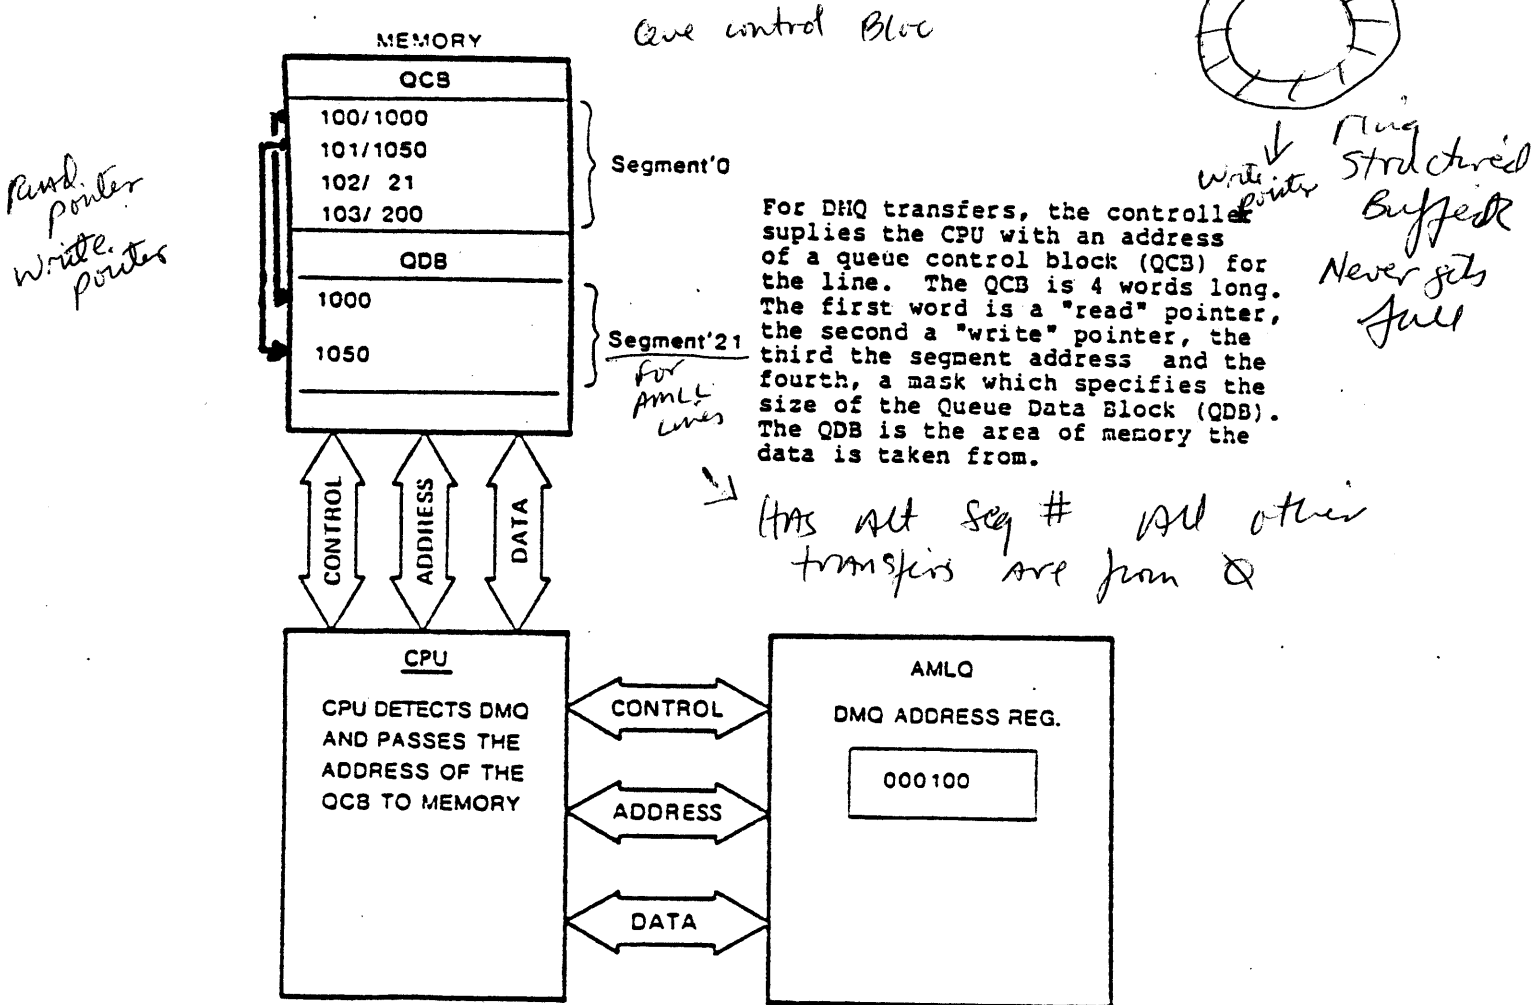 Que control Bloc
MEMORY
QCB
100/1000
101/1050
102/ 21
103/ 200
Segment'0
Read
pointer
Write
pointer
QDB
1000
1050
Segment'21
For
AMLC
Lines
Write
pointer
Ring
Structured
Buffer
Never gets
full
For DMQ transfers, the controller
suplies the CPU with an address
of a queue control block (QCB) for
the line. The QCB is 4 words long.
The first word is a "read" pointer,
the second a "write" pointer, the
third the segment address and the
fourth, a mask which specifies the
size of the Queue Data Block (QDB).
The QDB is the area of memory the
data is taken from.
HAS Alt Seg # All other
transfers are from 0
CONTROL
ADDRESS
DATA
CPU
CPU DETECTS DMQ
AND PASSES THE
ADDRESS OF THE
QCB TO MEMORY
CONTROL
ADDRESS
DATA
AMLQ
DMQ ADDRESS REG.
000100